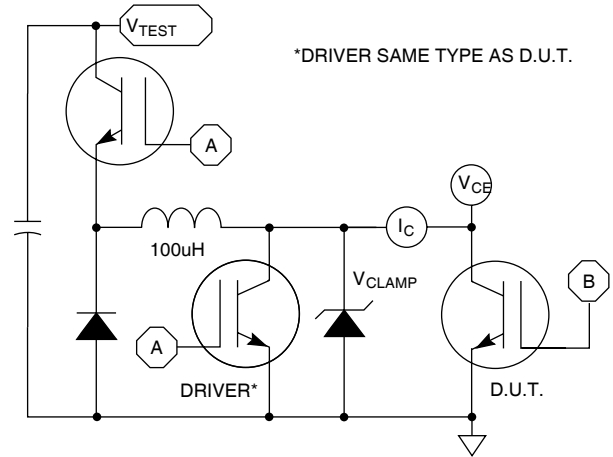 VTEST
*DRIVER SAME TYPE AS D.U.T.
A
VCE
IC
100uH
VCLAMP
B
A
DRIVER*
D.U.T.